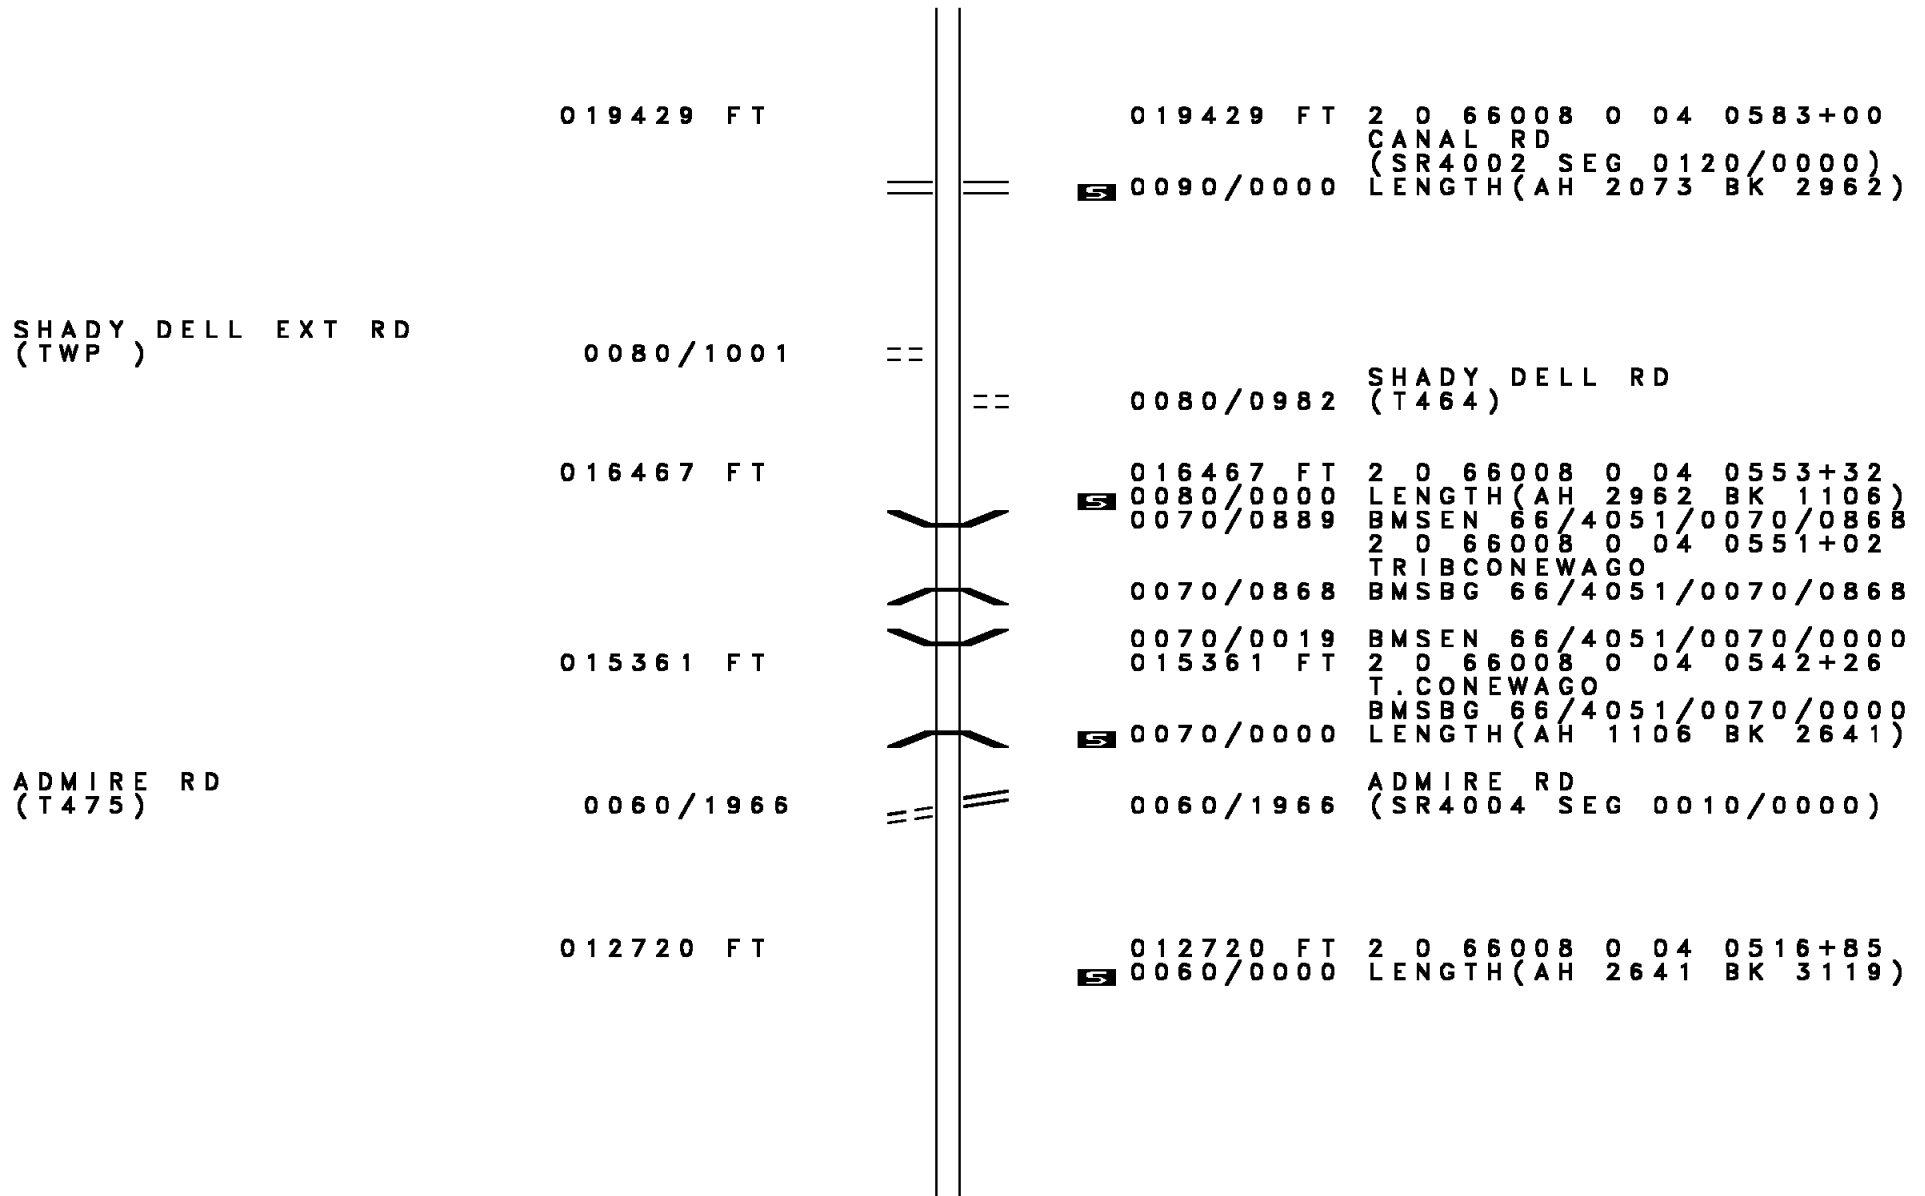 019429 FT 019429 FT 2 0 66008 0 04 0583+00
CANAL RD
(SR4002 SEG 0120/0000)
S 0090/0000 LENGTH(AH 2073 BK 2962)
SHADY DELL EXT RD
(TWP ) 0080/1001
SHADY DELL RD
0080/0982 (T464)
016467 FT 016467 FT 2 0 66008 0 04 0553+32
S 0080/0000 LENGTH(AH 2962 BK 1106)
0070/0889 BMSEN 66/4051/0070/0868
2 0 66008 0 04 0551+02
TRIBCONEWAGO
0070/0868 BMSBG 66/4051/0070/0868
0070/0019 BMSEN 66/4051/0070/0000
015361 FT 015361 FT 2 0 66008 0 04 0542+26
T.CONEWAGO
BMSBG 66/4051/0070/0000
S 0070/0000 LENGTH(AH 1106 BK 2641)
ADMIRE RD ADMIRE RD
(T475) 0060/1966 0060/1966 (SR4004 SEG 0010/0000)
012720 FT 012720 FT 2 0 66008 0 04 0516+85
S 0060/0000 LENGTH(AH 2641 BK 3119)